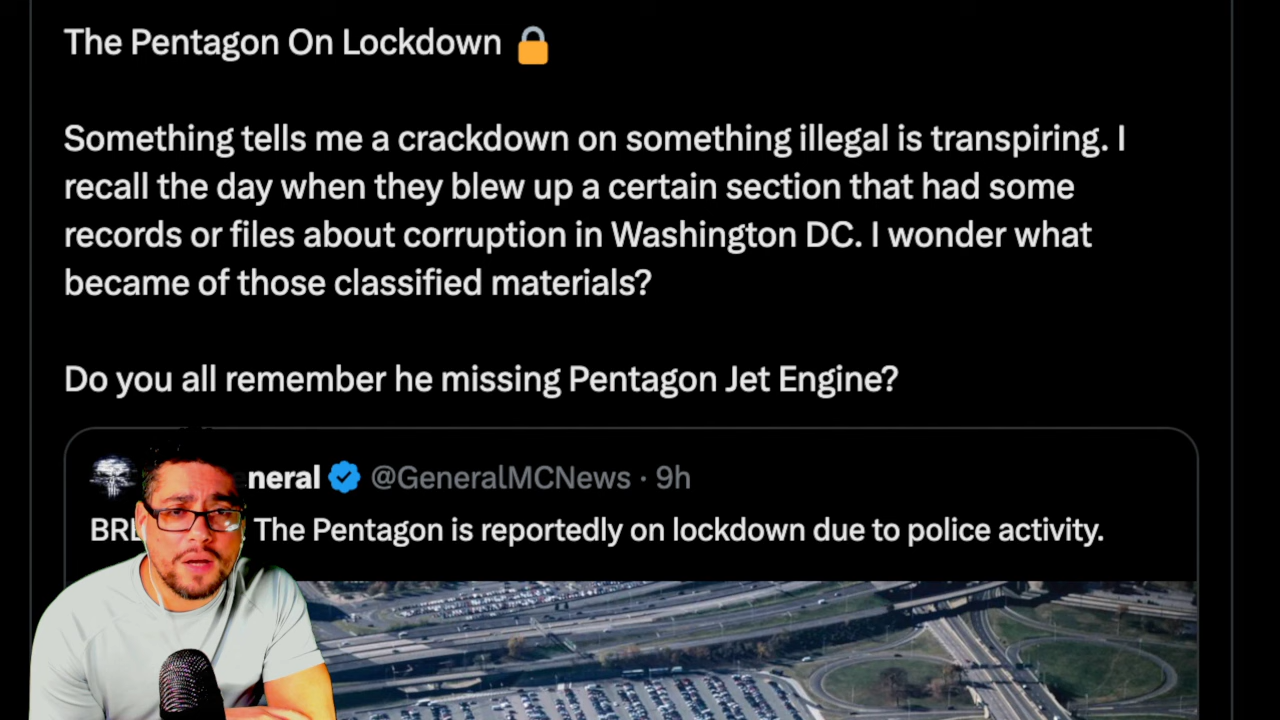 The Pentagon On Lockdown 🔒
Something tells me a crackdown on something illegal is transpiring. I
recall the day when they blew up a certain section that had some
records or files about corruption in Washington DC. I wonder what
became of those classified materials?
Do you all remember he missing Pentagon Jet Engine?
neral @GeneralMCNews · 9h
The Pentagon is reportedly on lockdown due to police activity.